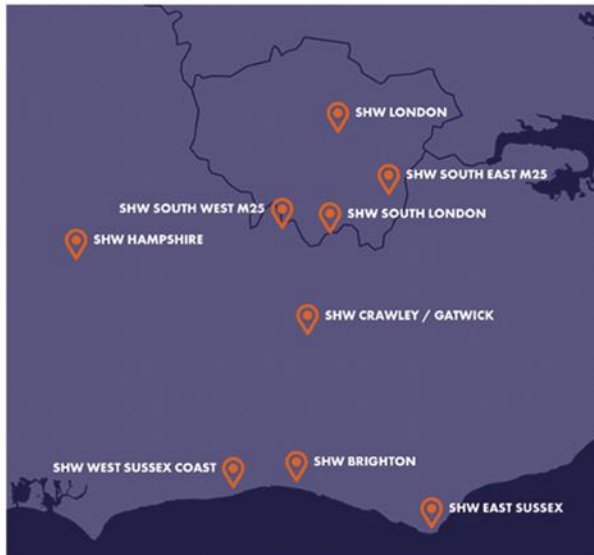 SHW LONDON
SHW SOUTH EAST M25
SHW SOUTH WEST M25
SHW SOUTH LONDON
SHW HAMPSHIRE
SHW CRAWLEY / GATWICK
SHW WEST SUSSEX COAST
SHW BRIGHTON
SHW EAST SUSSEX